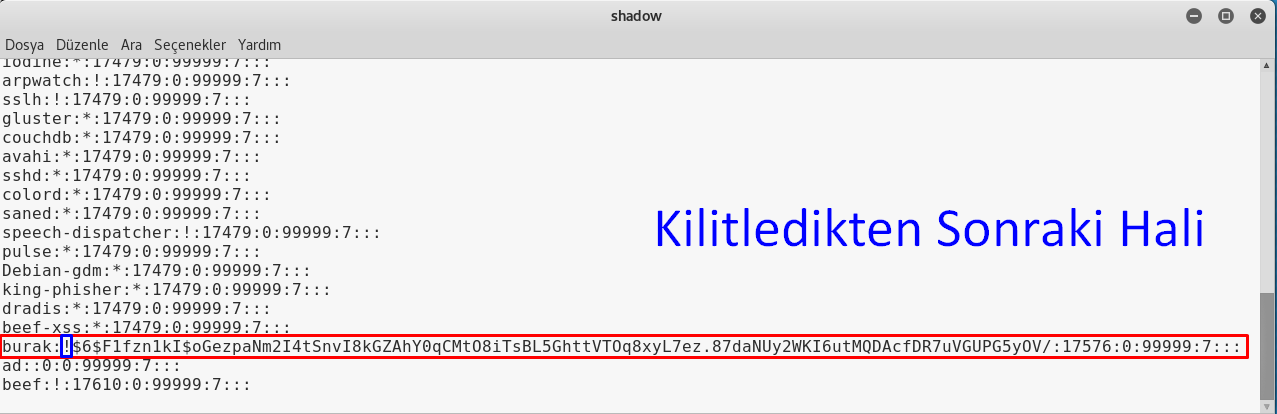 shadow
Dosya Düzenle Ara Seçenekler Yardım
iodine:*:17479:0:99999:7:::
arpwatch:!:17479:0:99999:7:::
sslh:!:17479:0:99999:7:::
gluster:*:17479:0:99999:7:::
couchdb:*:17479:0:99999:7:::
avahi:*:17479:0:99999:7:::
sshd:*:17479:0:99999:7:::
colord:*:17479:0:99999:7:::
saned:*:17479:0:99999:7:::
Kilitledikten Sonraki Hali
speech-dispatcher:!:17479:0:99999:7:::
pulse:*:17479:0:99999:7:::
Debian-gdm:*:17479:0:99999:7:::
king-phisher:*:17479:0:99999:7:::
dradis:*:17479:0:99999:7:::
beef-xss:*:17479:0:99999:7:::
burak:!$6$F1fzn1kI$oGezpaNm2I4tSnvI8kGZAhY0qCMtO8iTsBL5GhttVTOq8xyL7ez.87daNUy2WKI6utMQDAcfDR7uVGUPG5yOV/:17576:0:99999:7:::
ad::0:0:99999:7:::
beef:!:17610:0:99999:7:::